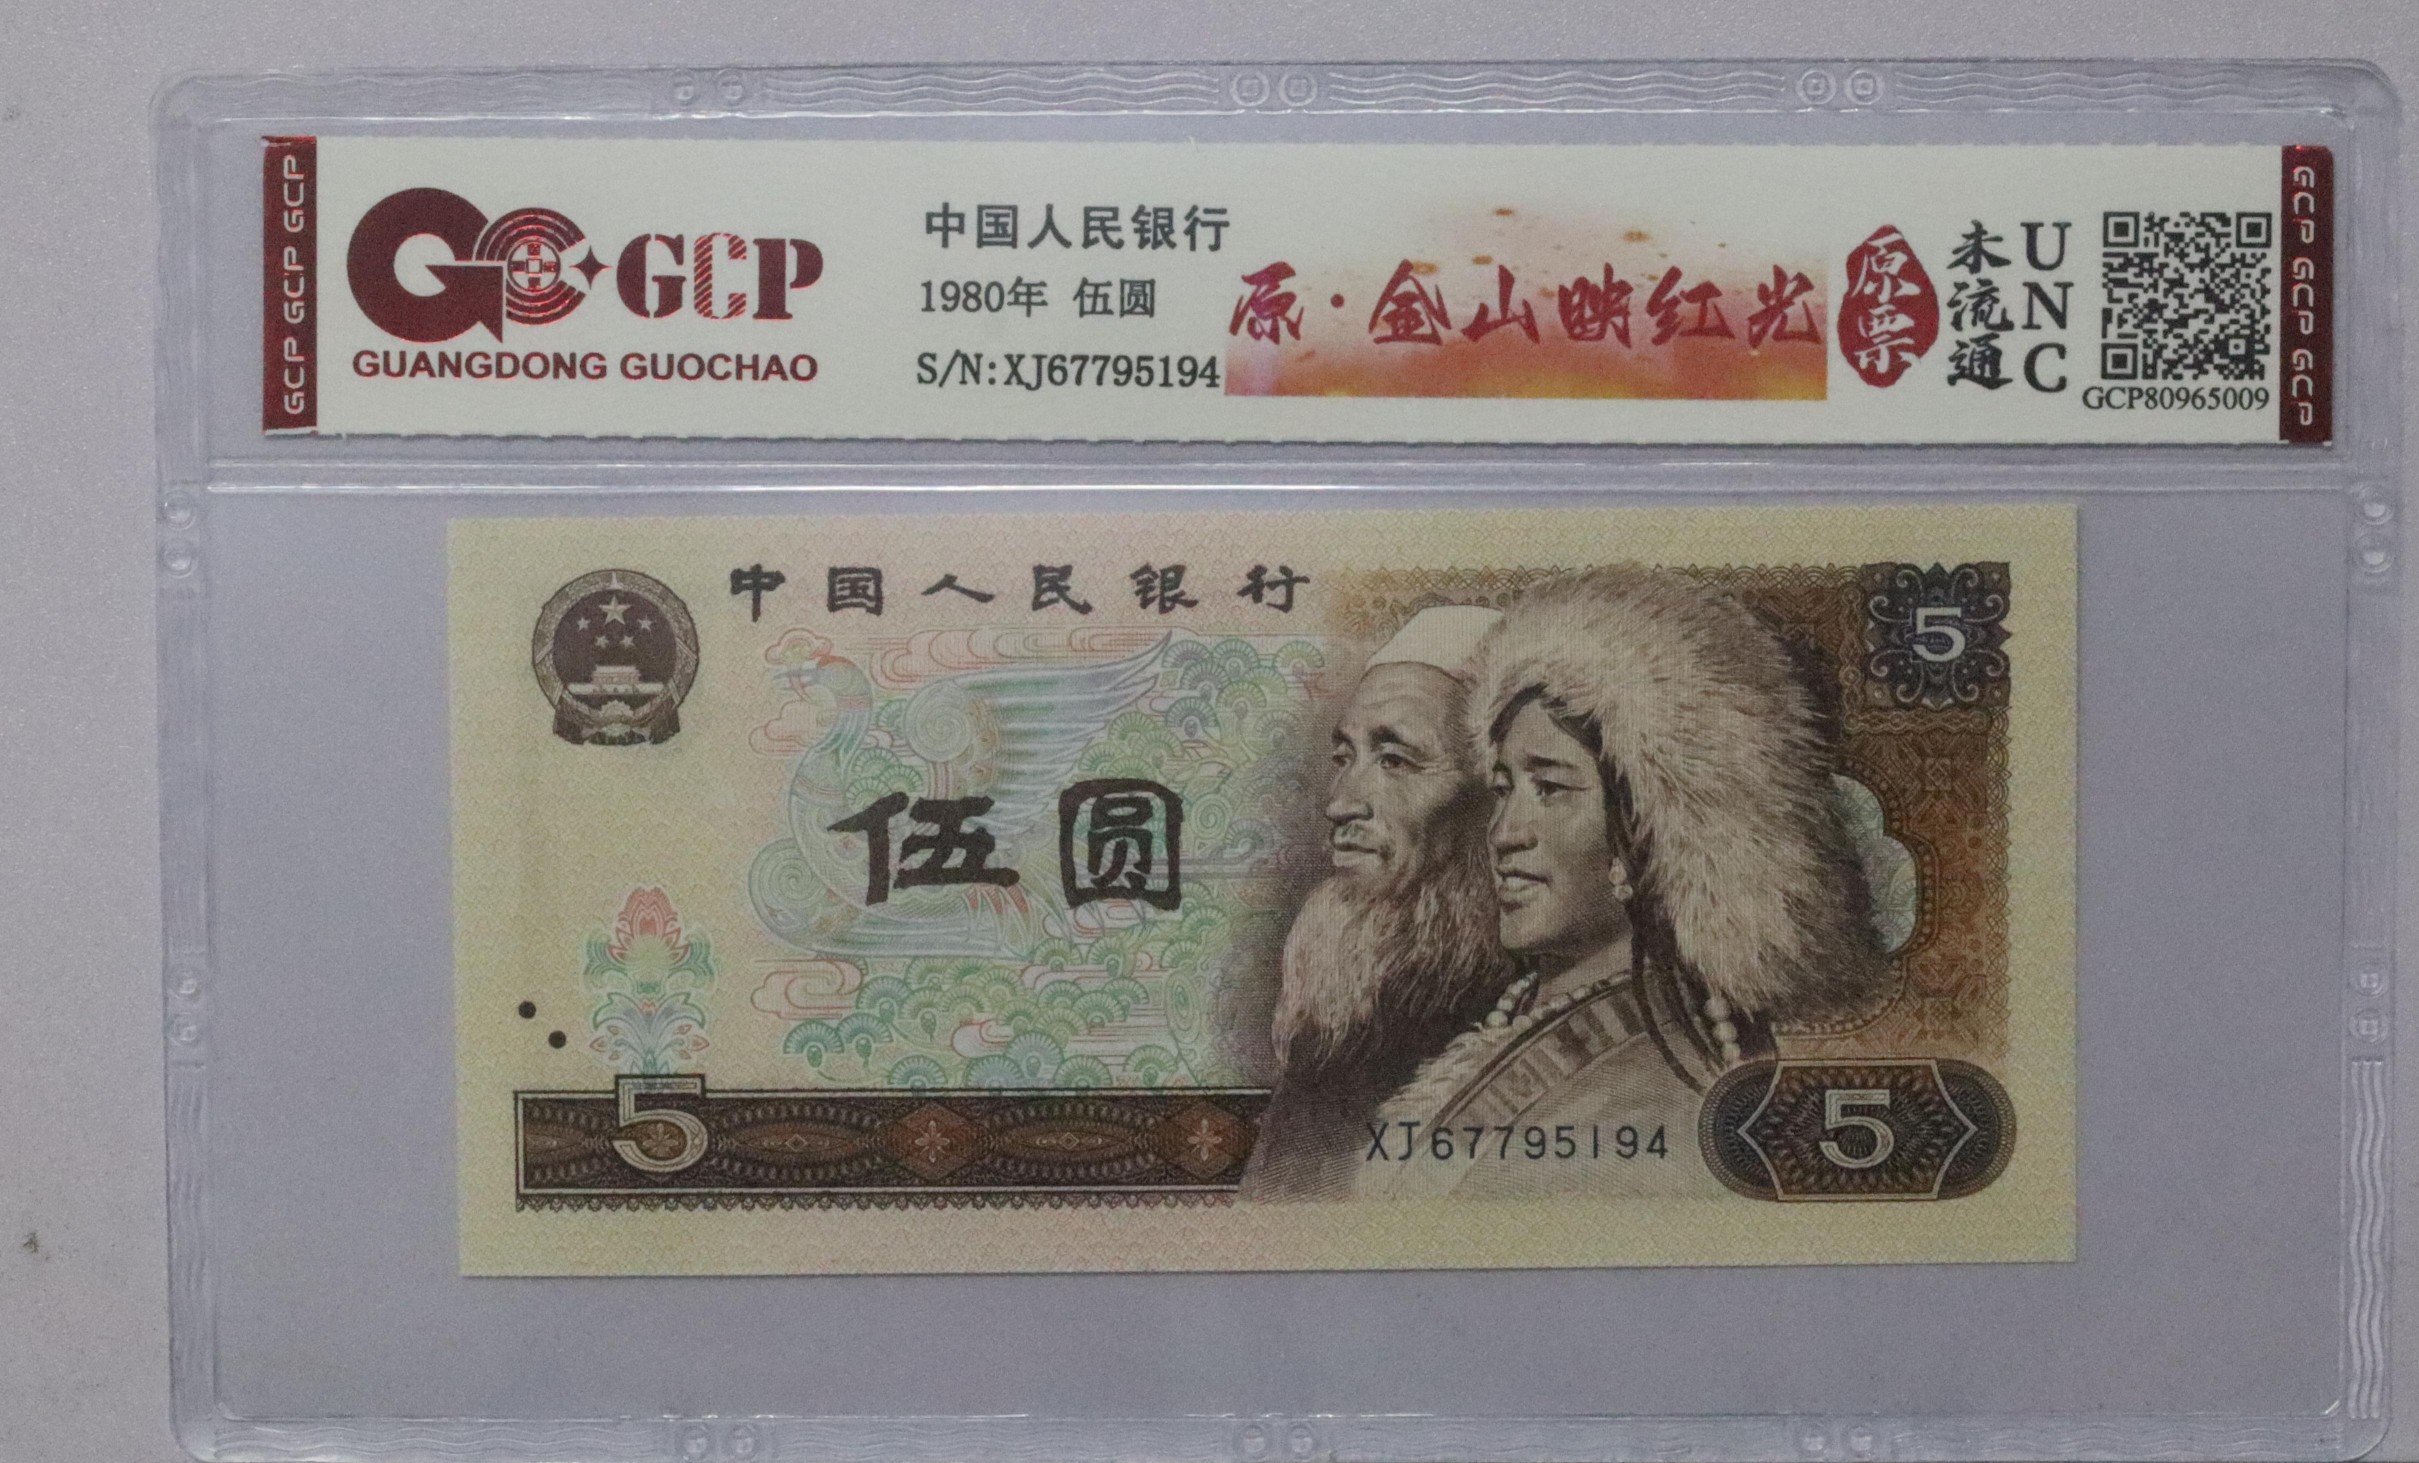 GCP GCP GCP
GCP
GUANGDONG GUOCHAO
中国人民银行
1980年 伍圆
S/N:XJ67795194
原·金山映红光
原票
未流通
UNC
GCP80965009
GCP GCP GCP
中国人民银行
5
伍圆
5
XJ67795194
5